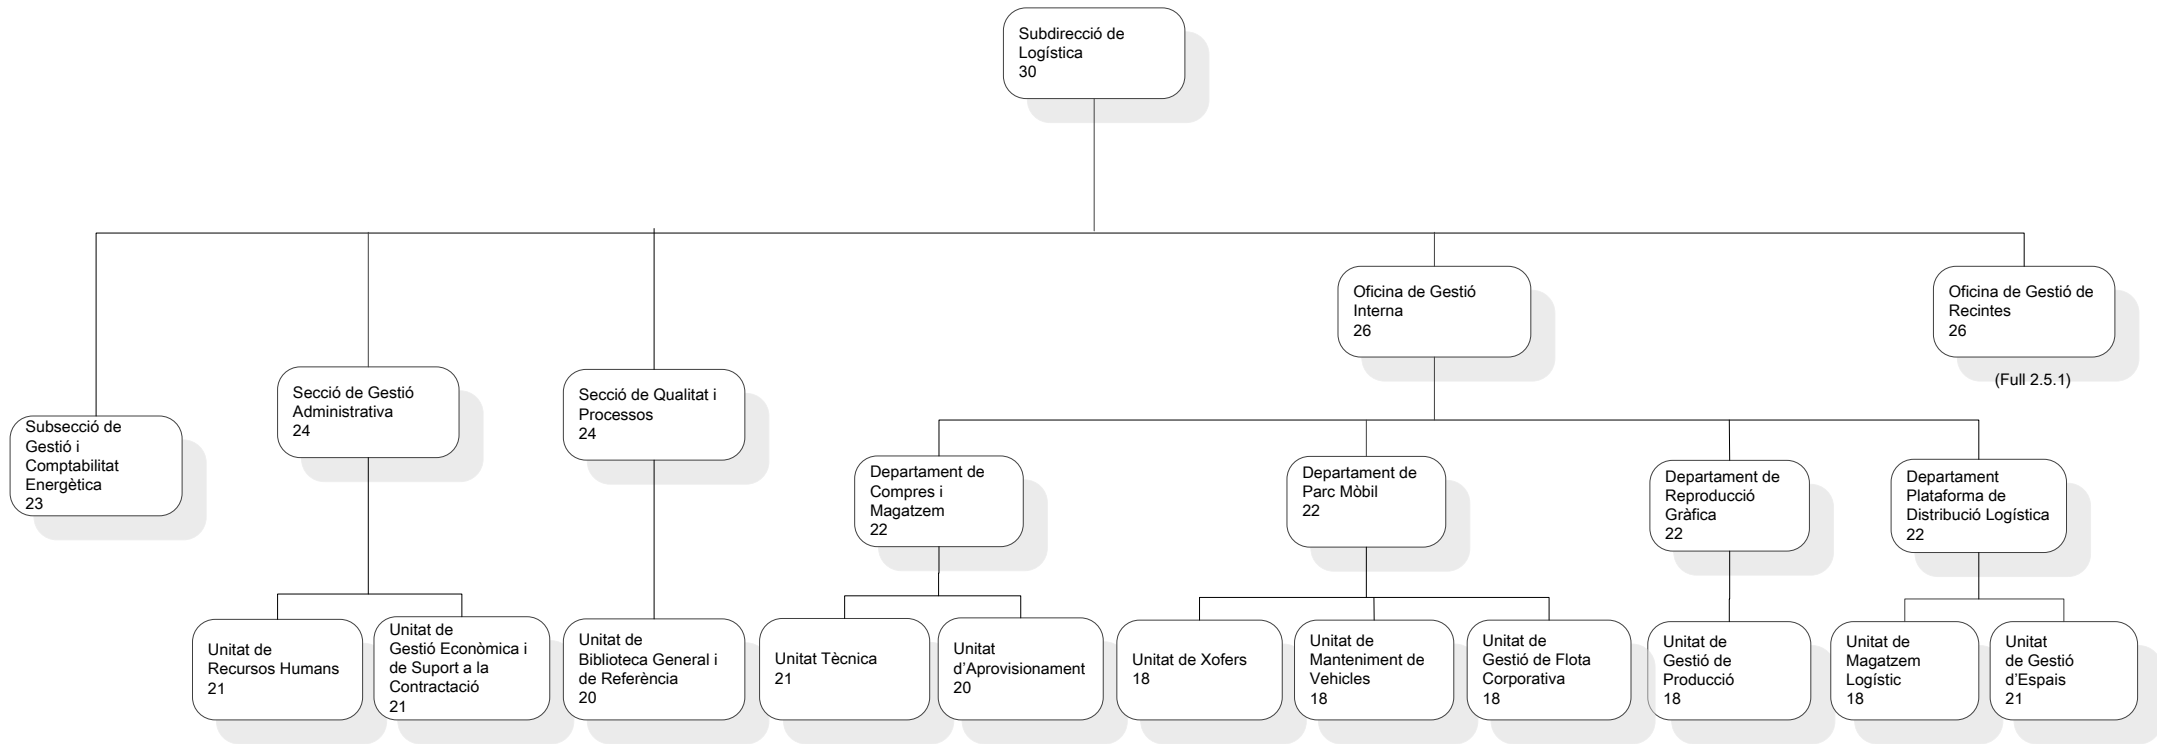 Subdirecció de
Logística
30
Oficina de Gestió
Interna
26
Oficina de Gestió de
Recintes
26
(Full 2.5.1)
Subsecció de
Gestió i
Comptabilitat
Energètica
23
Secció de Gestió
Administrativa
24
Secció de Qualitat i
Processos
24
Departament de
Compres i
Magatzem
22
Departament de
Parc Mòbil
22
Departament de
Reproducció
Gràfica
22
Departament
Plataforma de
Distribució Logística
22
Unitat de
Recursos Humans
21
Unitat de
Gestió Econòmica i
de Suport a la
Contractació
21
Unitat de
Biblioteca General i
de Referència
20
Unitat Tècnica
21
Unitat
d’Aprovisionament
20
Unitat de Xofers
18
Unitat de
Manteniment de
Vehicles
18
Unitat de
Gestió de Flota
Corporativa
18
Unitat de
Gestió de
Producció
18
Unitat de
Magatzem
Logístic
18
Unitat
de Gestió
d’Espais
21